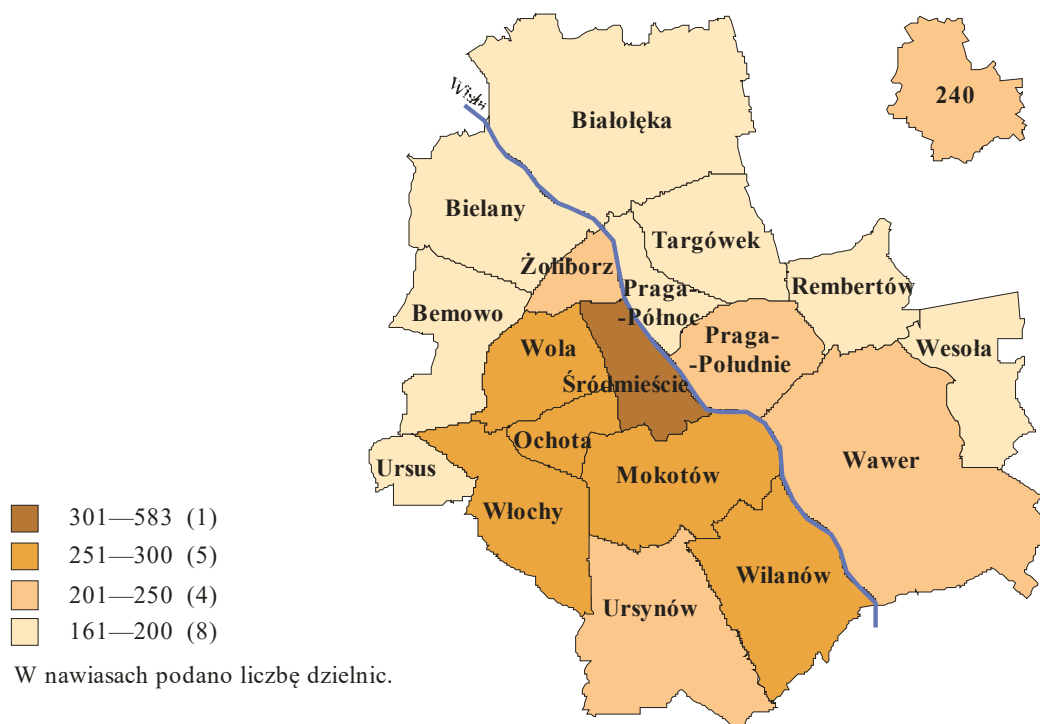 Wisła
240
Białołęka
Bielany
Targówek
Żoliborz
Rembertów
Praga-
-Północ
Bemowo
Praga-
-Południe
Wola
Wesoła
Śródmieście
Ochota
Wawer
Ursus
Mokotów
Włochy
Wilanów
Ursynów
301—583 (1)
251—300 (5)
201—250 (4)
161—200 (8)
W nawiasach podano liczbę dzielnic.